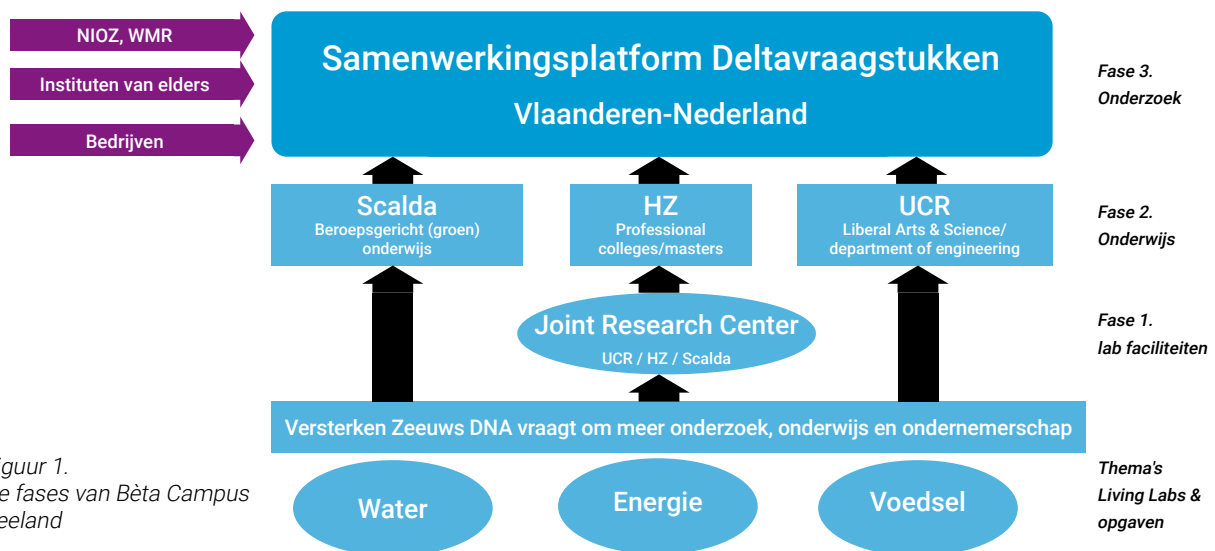 NIOZ, WMR
Instituten van elders
Bedrijven
Samenwerkingsplatform Deltavraagstukken
Vlaanderen-Nederland
Fase 3.
Onderzoek
Scalda
Beroepsgericht (groen)
onderwijs
HZ
Professional
colleges/masters
UCR
Liberal Arts & Science/
department of engineering
Fase 2.
Onderwijs
Joint Research Center
UCR / HZ / Scalda
Fase 1.
lab faciliteiten
Versterken Zeeuws DNA vraagt om meer onderzoek, onderwijs en ondernemerschap
Water
Energie
Voedsel
Thema's
Living Labs &
opgaven
iguur 1.
e fases van Bèta Campus
eeland